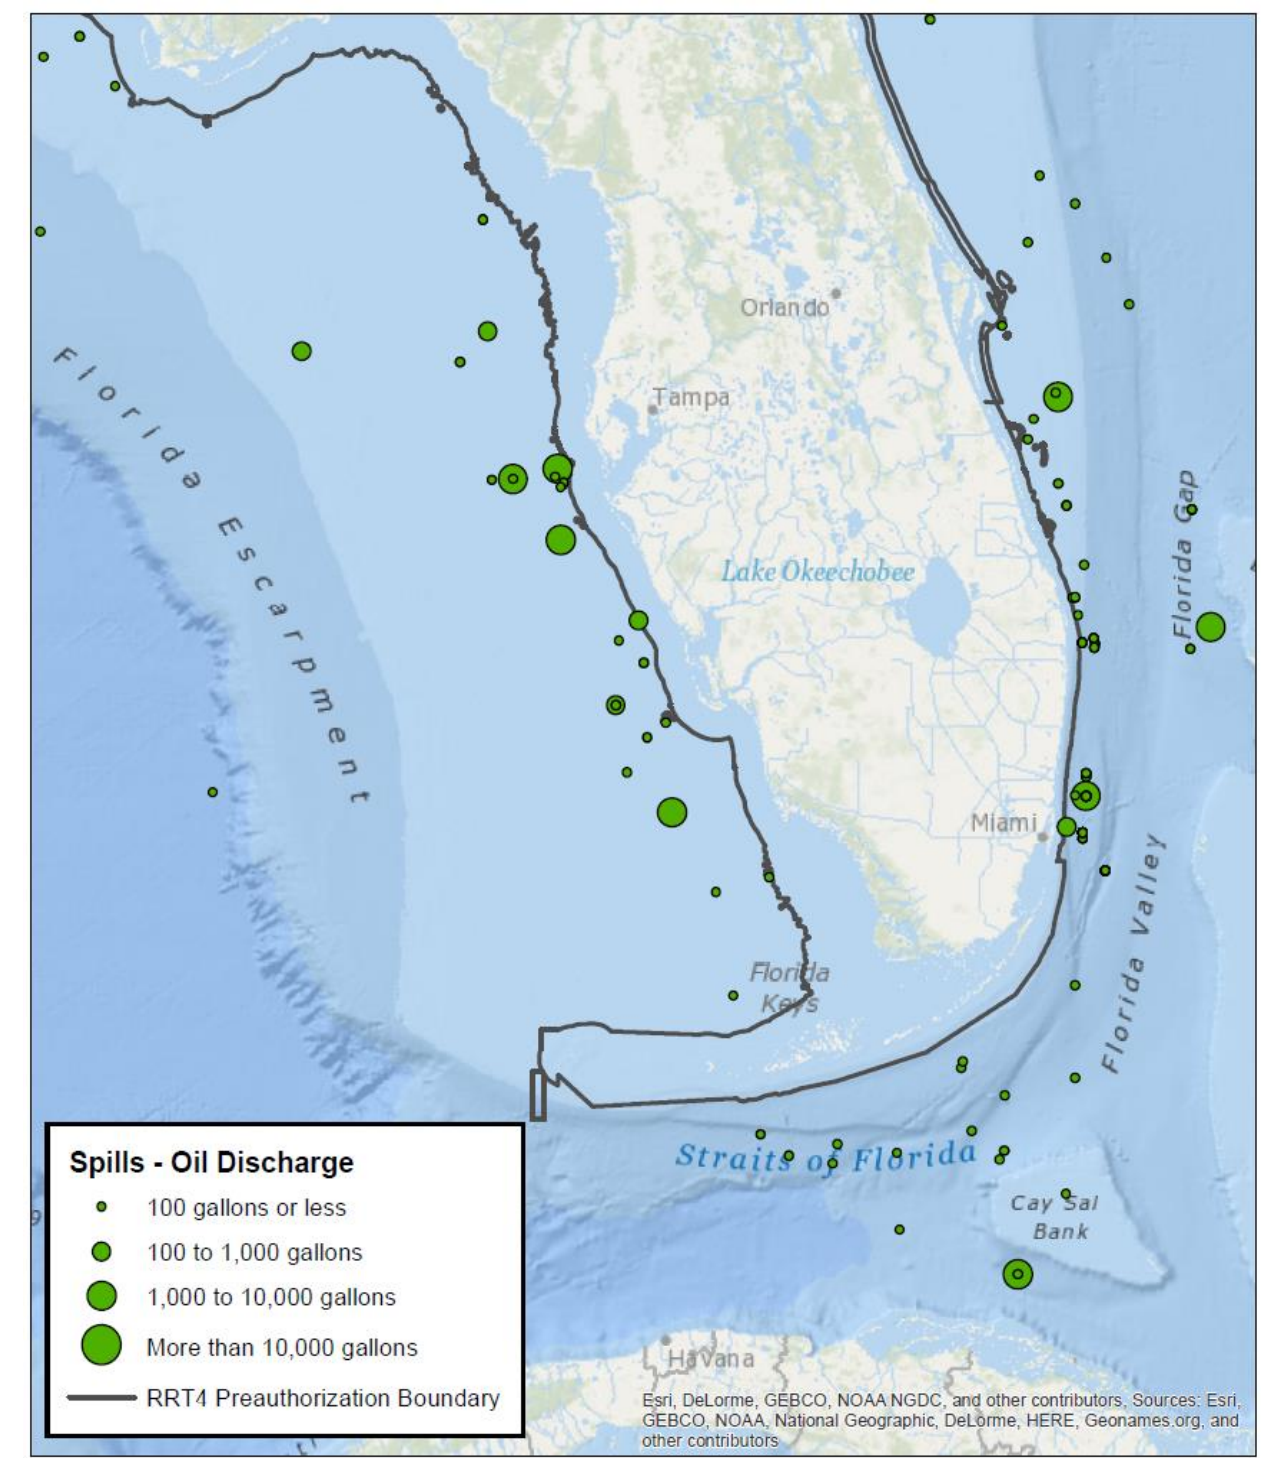 Orlando
Tampa
Florida Escarpment
Florida Gap
Lake Okeechobee
Miami
Florida Valley
Florida
Keys
Straits of Florida
Cay Sal
Bank
Havana
Spills - Oil Discharge
100 gallons or less
100 to 1,000 gallons
1,000 to 10,000 gallons
More than 10,000 gallons
RRT4 Preauthorization Boundary
Esri, DeLorme, GEBCO, NOAA NGDC, and other contributors, Sources: Esri,
GEBCO, NOAA, National Geographic, DeLorme, HERE, Geonames.org, and
other contributors